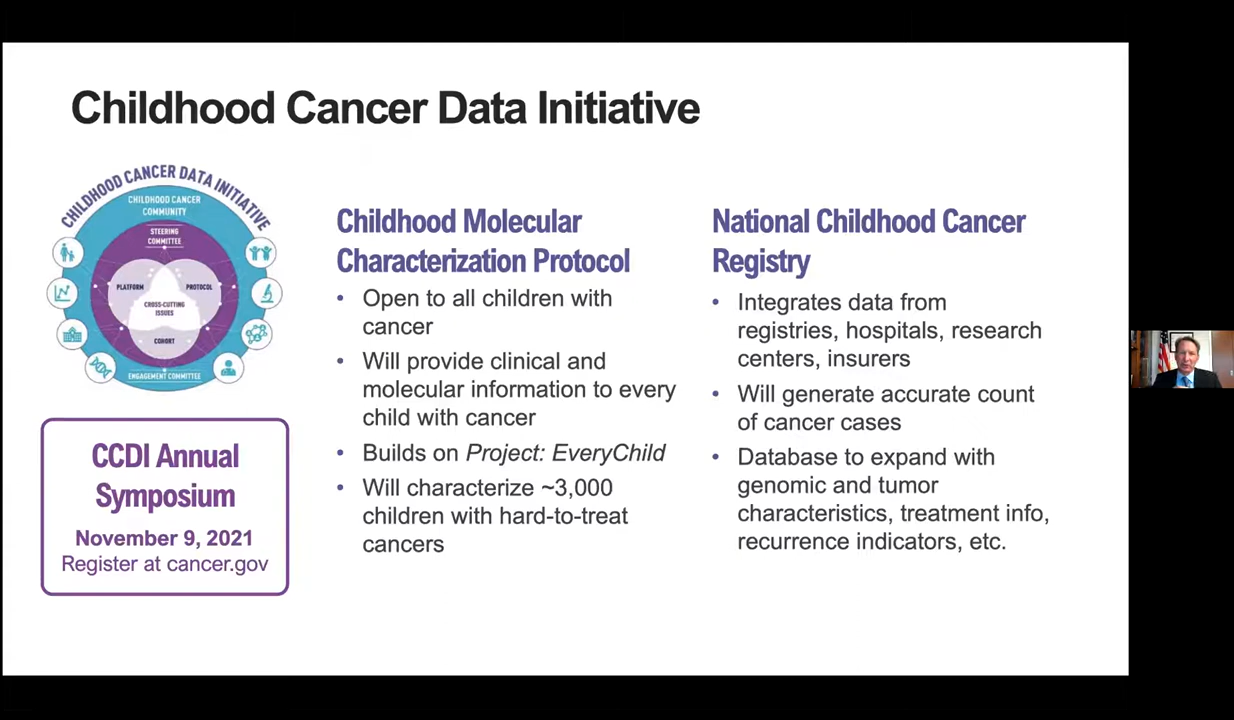 Childhood Cancer Data Initiative
CHILDHOOD CANCER DATA INITIATIVE
CHILDHOOD CANCER
COMMUNITY
STEERING
COMMITTEE
PLATFORM
PROTOCOL
CROSS-CUTTING
ISSUES
COHORT
ENGAGEMENT COMMITTEE
CCDI Annual
Symposium
November 9, 2021
Register at cancer.gov
Childhood Molecular
Characterization Protocol
• Open to all children with
cancer
• Will provide clinical and
molecular information to every
child with cancer
• Builds on Project: EveryChild
• Will characterize ~3,000
children with hard-to-treat
cancers
National Childhood Cancer
Registry
• Integrates data from
registries, hospitals, research
centers, insurers
• Will generate accurate count
of cancer cases
• Database to expand with
genomic and tumor
characteristics, treatment info,
recurrence indicators, etc.